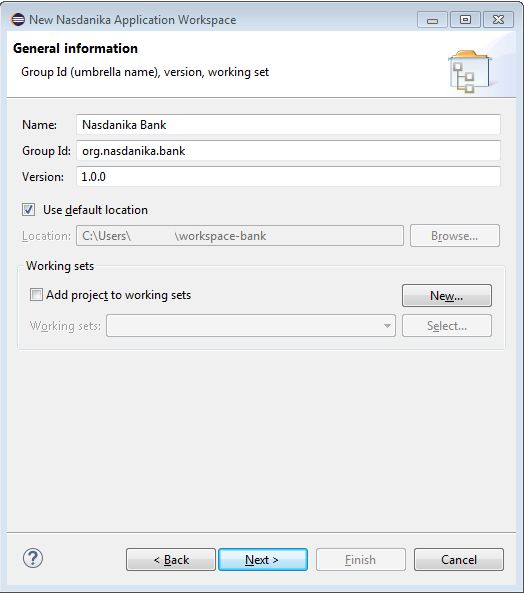 New Nasdanika Application Workspace
General information
Group Id (umbrella name), version, working set
Name: Nasdanika Bank
Group Id: org.nasdanika.bank
Version: 1.0.0
Use default location
Location: C:\Users\ \workspace-bank Browse...
Working sets
Add project to working sets New...
Working sets: Select...
? < Back Next > Finish Cancel